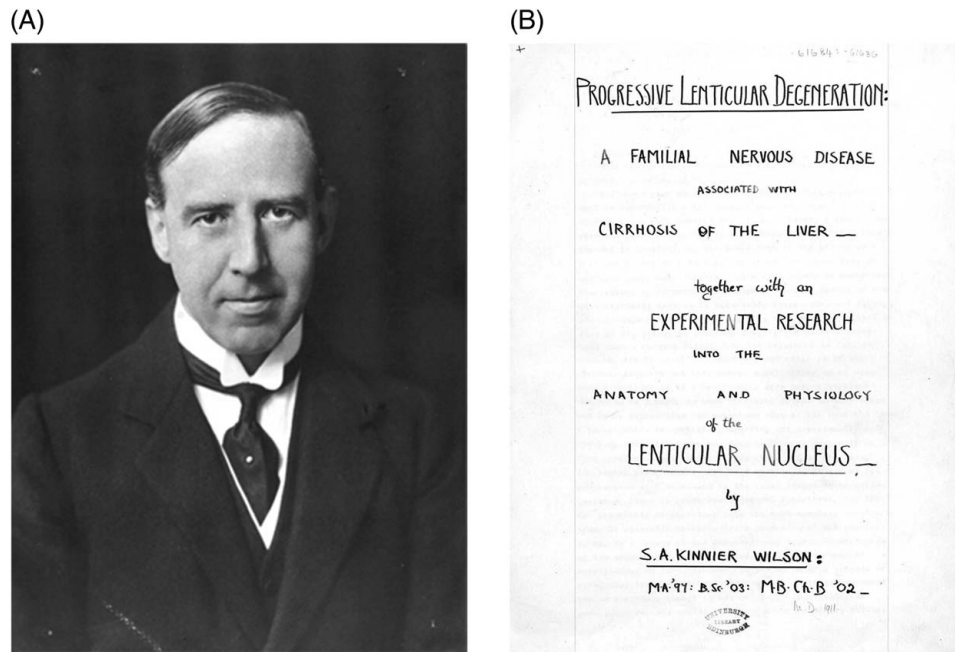 (A)
(B)
PROGRESSIVE LENTICULAR DEGENERATION:
A FAMILIAL NERVOUS DISEASE
ASSOCIATED WITH
CIRRHOSIS OF THE LIVER —
together with an
EXPERIMENTAL RESEARCH
INTO THE
ANATOMY AND PHYSIOLOGY
of the
LENTICULAR NUCLEUS —
by
S.A. KINNIER WILSON:
M.A. '97: B.Sc. '03: M.B. Ch.B '02 —
M.D. 1911.
UNIVERSITY
LIBRARY
EDINBURGH